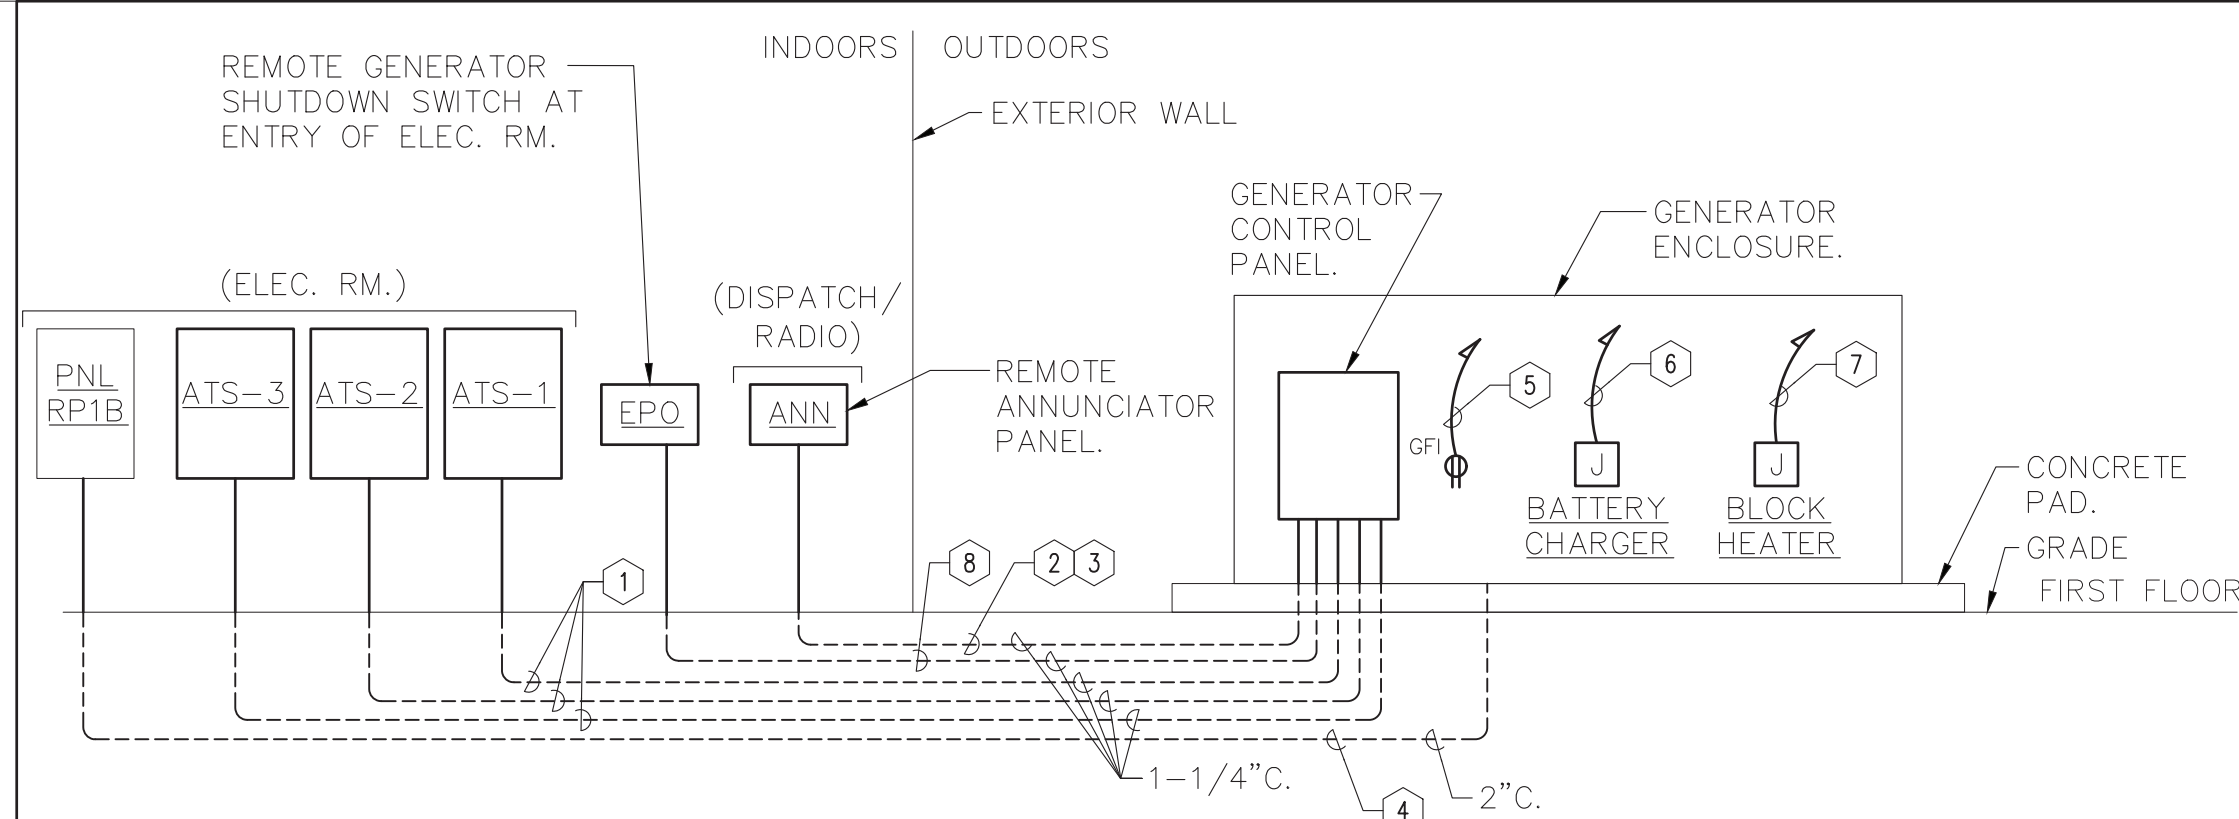 INDOORS
OUTDOORS
REMOTE GENERATOR
SHUTDOWN SWITCH AT
ENTRY OF ELEC. RM.
EXTERIOR WALL
GENERATOR
CONTROL
PANEL.
GENERATOR
ENCLOSURE.
(ELEC. RM.)
(DISPATCH/
RADIO)
PNL
RP1B
ATS-3
ATS-2
ATS-1
EPO
ANN
REMOTE
ANNUNCIATOR
PANEL.
GFI
5
6
7
J
BATTERY
CHARGER
J
BLOCK
HEATER
CONCRETE
PAD.
GRADE
FIRST FLOOR
1
8
2
3
1-1/4"C.
4
2"C.